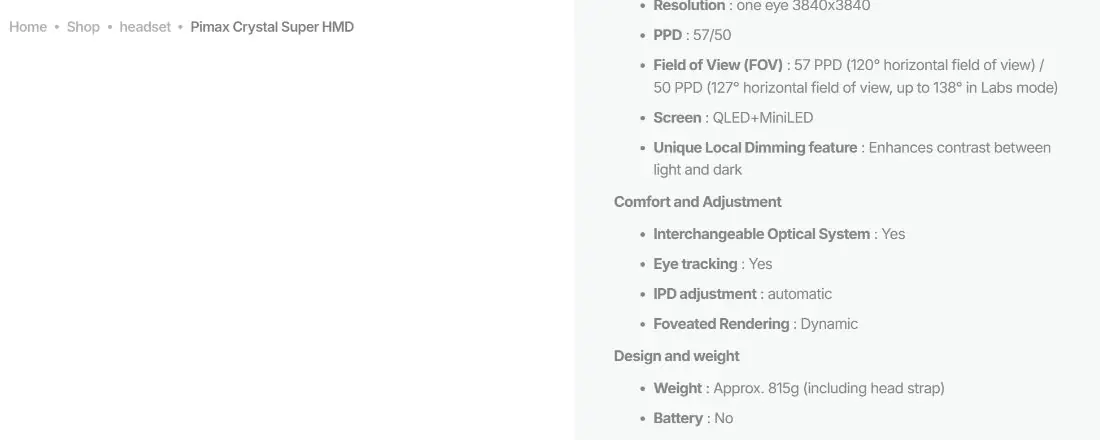 Home • Shop • headset • Pimax Crystal Super HMD
• Resolution : one eye 3840x3840
• PPD : 57/50
• Field of View (FOV) : 57 PPD (120° horizontal field of view) /
50 PPD (127° horizontal field of view, up to 138° in Labs mode)
• Screen : QLED+MiniLED
• Unique Local Dimming feature : Enhances contrast between
light and dark
Comfort and Adjustment
• Interchangeable Optical System : Yes
• Eye tracking : Yes
• IPD adjustment : automatic
• Foveated Rendering : Dynamic
Design and weight
• Weight : Approx. 815g (including head strap)
• Battery : No